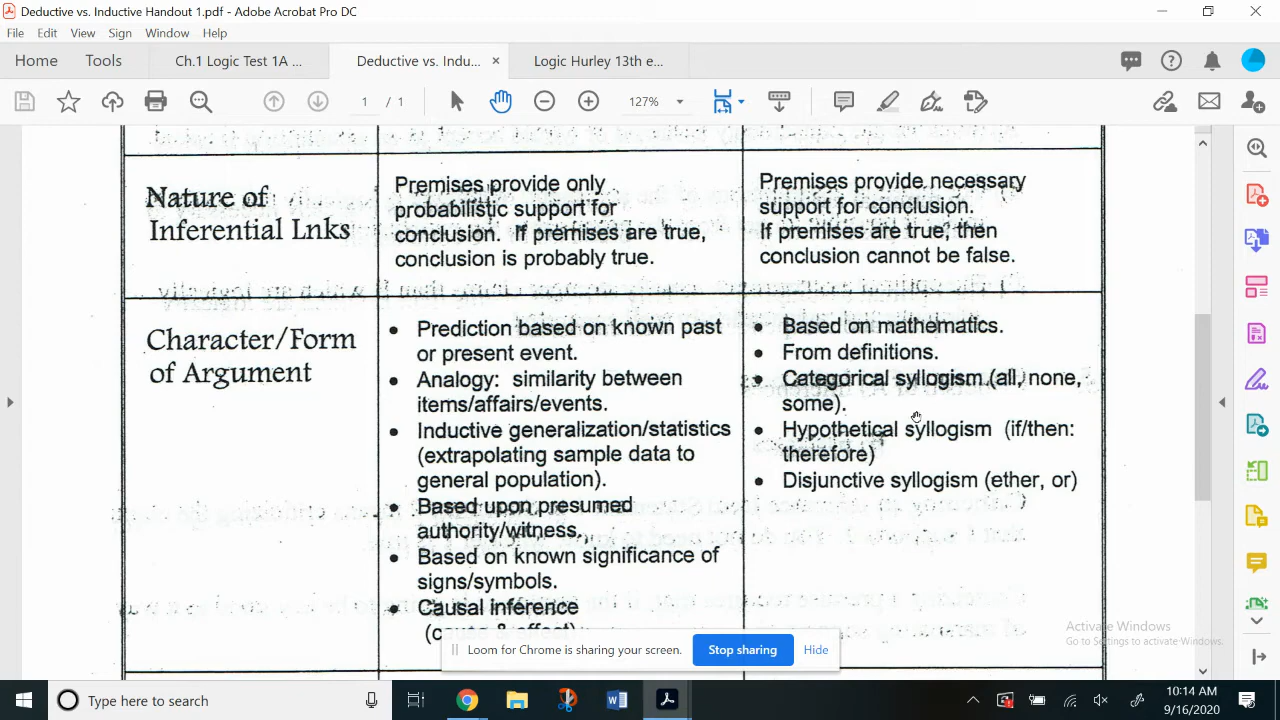 Deductive vs. Inductive Handout 1.pdf - Adobe Acrobat Pro DC
File Edit View Sign Window Help
Home Tools Ch.1 Logic Test 1A ... Deductive vs. Indu... × Logic Hurley 13th e...
1 / 1 127%
Nature of
Inferential Lnks
Premises provide only
probabilistic support for
conclusion. If premises are true,
conclusion is probably true.
Premises provide necessary
support for conclusion.
If premises are true, then
conclusion cannot be false.
Character/Form
of Argument
• Prediction based on known past
or present event.
• Analogy: similarity between
items/affairs/events.
• Inductive generalization/statistics
(extrapolating sample data to
general population).
• Based upon presumed
authority/witness.
• Based on known significance of
signs/symbols.
• Causal inference
(cause & effect)
• Based on mathematics.
• From definitions.
• Categorical syllogism (all, none,
some).
• Hypothetical syllogism (if/then:
therefore)
• Disjunctive syllogism (ether, or)
Activate Windows
Go to Settings to activate Windows.
Loom for Chrome is sharing your screen. Stop sharing Hide
Type here to search
10:14 AM
9/16/2020